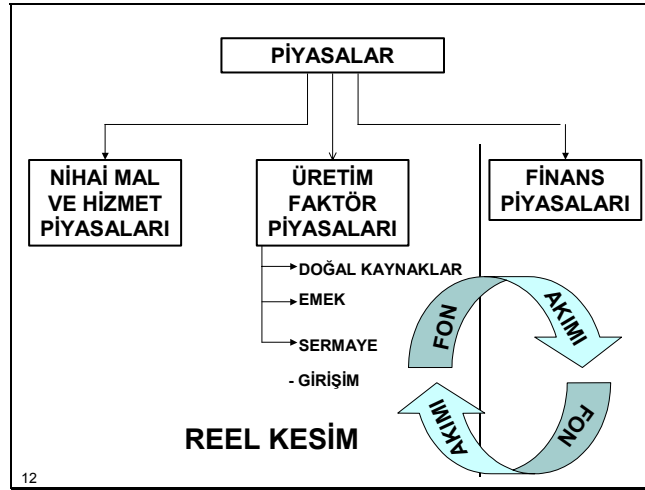 PİYASALAR
NİHAİ MAL
VE HİZMET
PİYASALARI
ÜRETİM
FAKTÖR
PİYASALARI
FİNANS
PİYASALARI
DOĞAL KAYNAKLAR
EMEK
SERMAYE
- GİRİŞİM
FON
AKIMI
FON
AKIMI
REEL KESİM
12